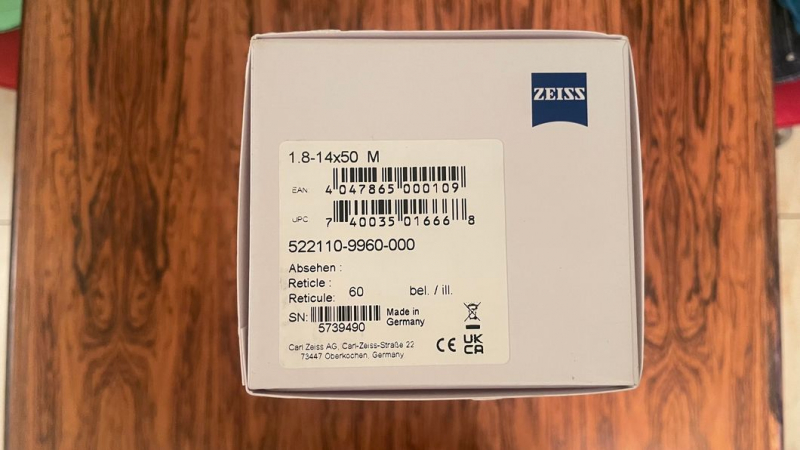 ZEISS
1.8-14x50 M
EAN 4 047865 000109
UPC 7 40035 01666 8
522110-9960-000
Absehen :
Reticle :
Reticule: 60 bel. / ill.
SN: 5739490
Made in
Germany
Carl Zeiss AG, Carl-Zeiss-Straße 22
73447 Oberkochen, Germany
CE UK
CA